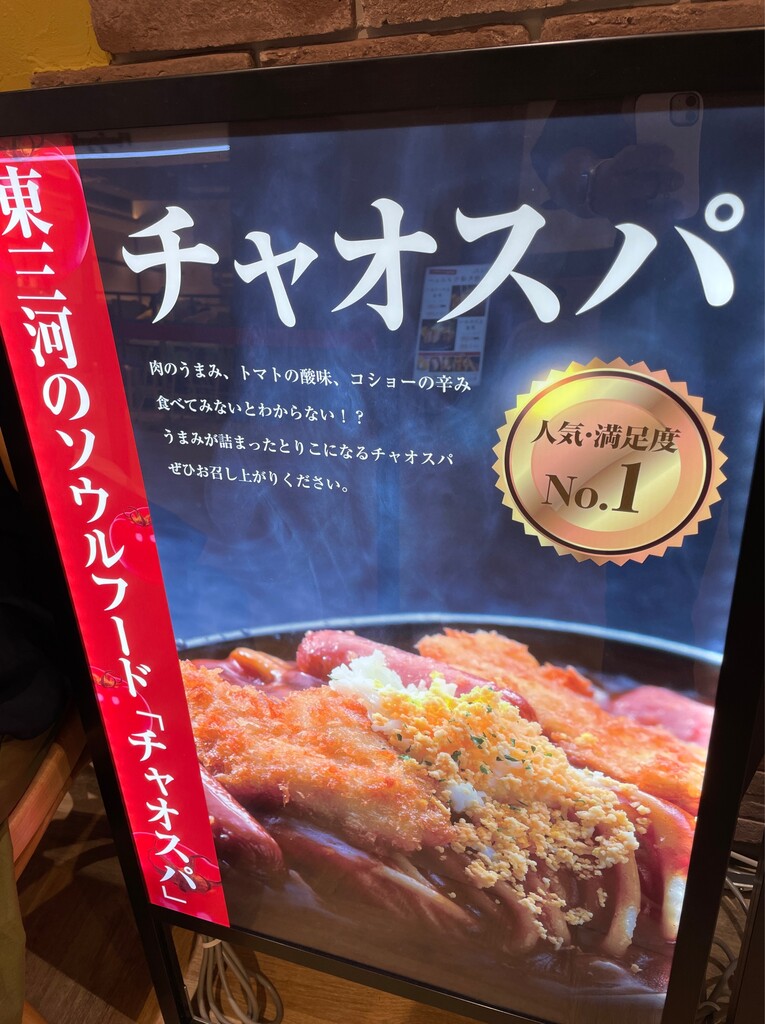 東三河のソウルフード「チャオスパ」
チャオスパ
肉のうまみ、トマトの酸味、コショーの辛み
食べてみないとわからない！？
うまみが詰まったとりこになるチャオスパ
ぜひお召し上がりください。
人気・満足度
No.1